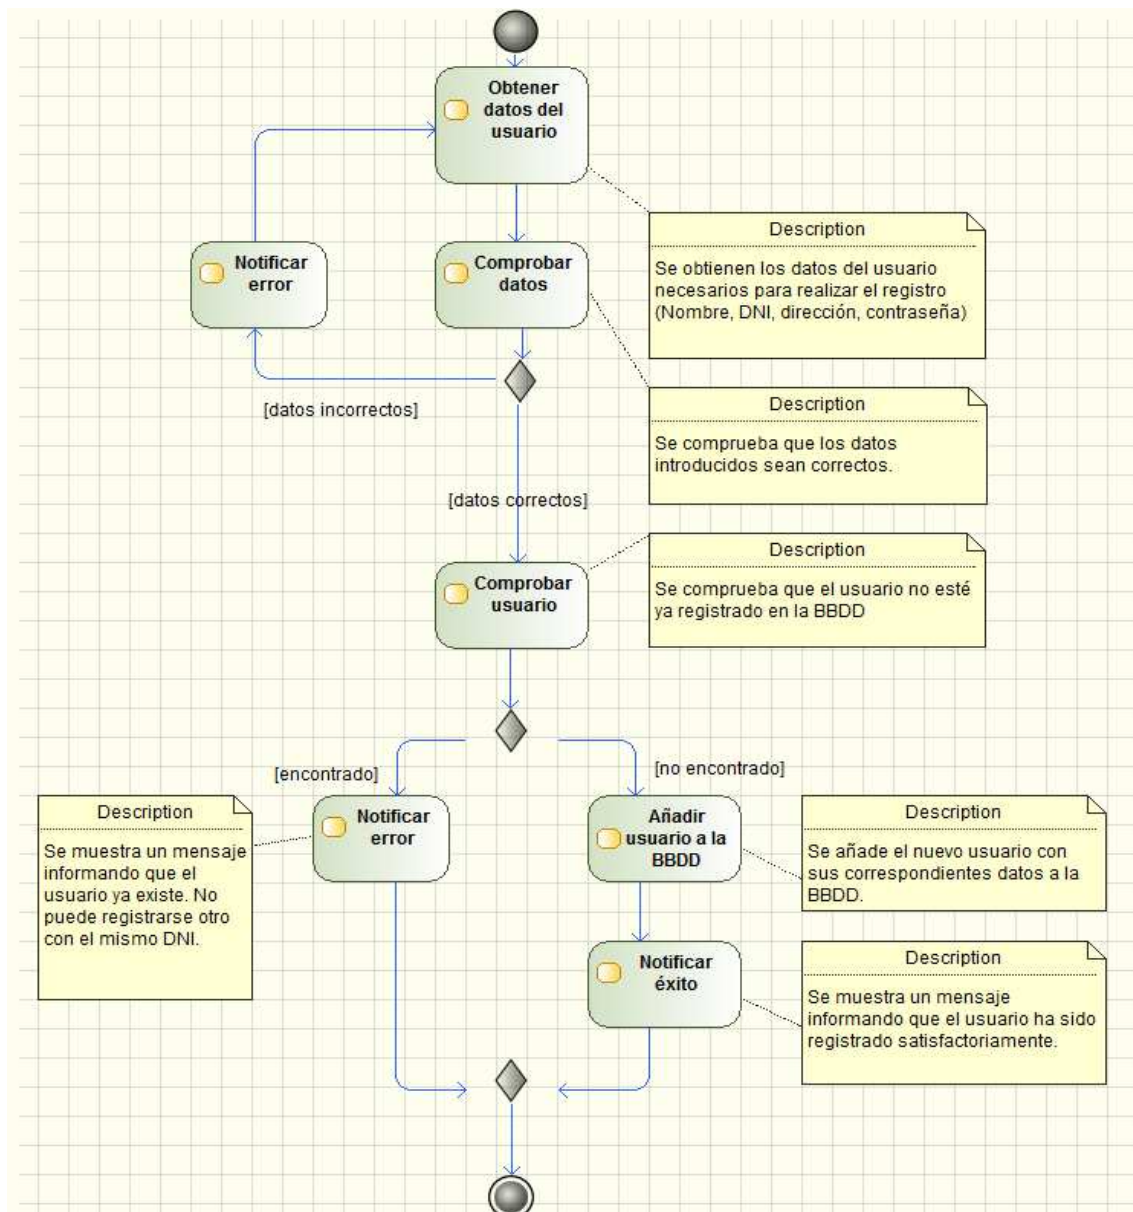 Obtener
datos del
usuario
Description
Se obtienen los datos del usuario
necesarios para realizar el registro
(Nombre, DNI, dirección, contraseña)
Notificar
error
Comprobar
datos
[datos incorrectos]
Description
Se comprueba que los datos
introducidos sean correctos.
[datos correctos]
Comprobar
usuario
Description
Se comprueba que el usuario no esté
ya registrado en la BBDD
[encontrado]
[no encontrado]
Description
Se muestra un mensaje
informando que el
usuario ya existe. No
puede registrarse otro
con el mismo DNI.
Notificar
error
Añadir
usuario a la
BBDD
Description
Se añade el nuevo usuario con
sus correspondientes datos a la
BBDD.
Notificar
éxito
Description
Se muestra un mensaje
informando que el usuario ha sido
registrado satisfactoriamente.